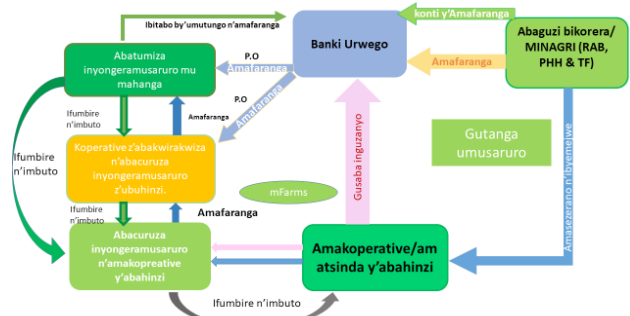 Ibitabo by'umutungo n'amafaranga
konti y'Amafaranga
Abatumiza
inyongeramusaruro mu
mahanga
P.O
Amafaranga
Banki Urwego
Amafaranga
Abaguzi bikorera/
MINAGRI (RAB,
PHH & TF)
Ifumbire
n'imbuto
Amafaranga
P.O
Amafaranga
Ifumbire
n'imbuto
Koperative z'abakwirakwiza
n'abacuruza
inyongeramusaruro
z'ubuhinzi.
Gusaba inguzanyo
Gutanga
umusaruro
Amasezerano n'ibyemejwe
Ifumbire
n'imbuto
Amafaranga
mFarms
Abacuruza
inyongeramusaruro
n'amakopreative
y'abahinzi
Amakoperative/am
atsinda y'abahinzi
Ifumbire n'imbuto